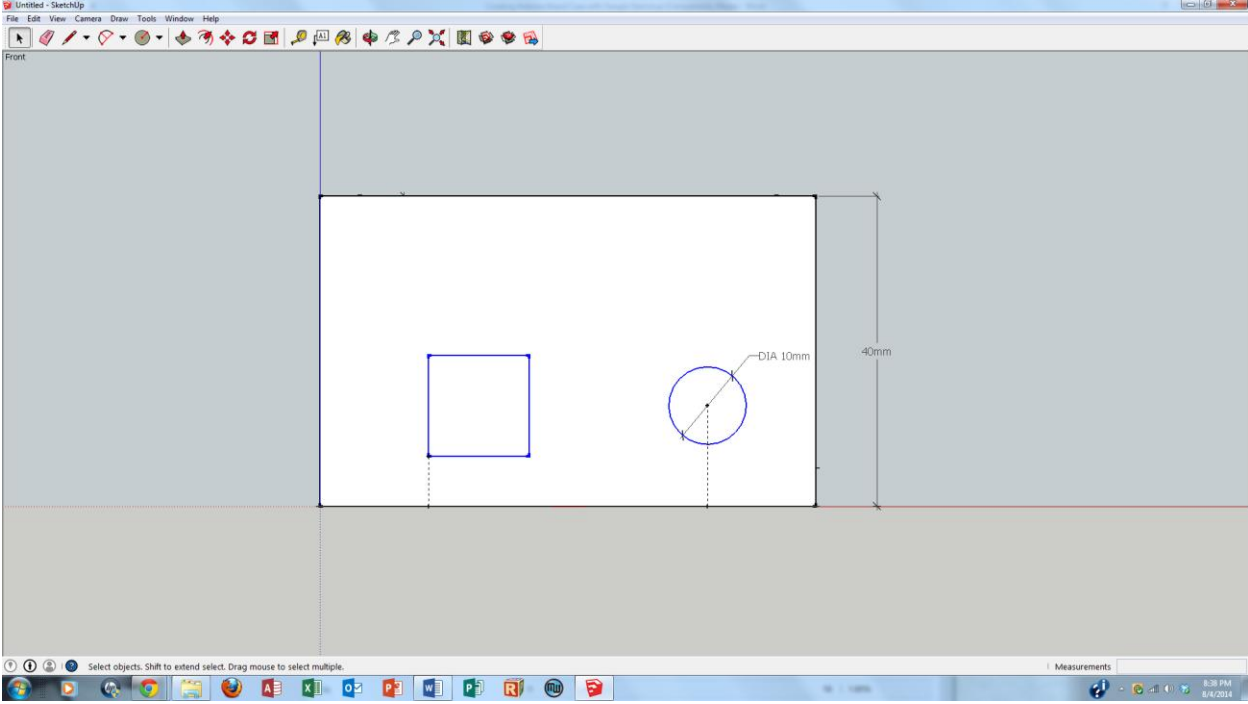 Untitled - SketchUp
File Edit View Camera Draw Tools Window Help
A1
Front
DIA 10mm
40mm
Select objects. Shift to extend select. Drag mouse to select multiple.
Measurements
8:38 PM
8/4/2014